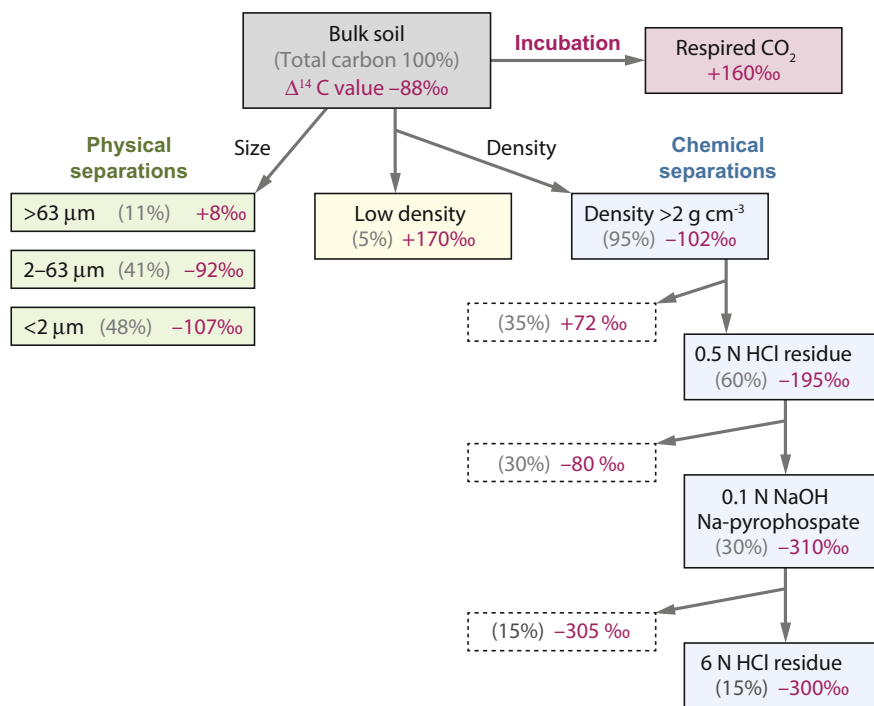 Bulk soil
(Total carbon 100%)
Δ¹⁴ C value –88‰
Incubation
Respired CO₂
+160‰
Physical
separations
Size
Density
Chemical
separations
>63 μm (11%) +8‰
2–63 μm (41%) –92‰
<2 μm (48%) –107‰
Low density
(5%) +170‰
Density >2 g cm⁻³
(95%) –102‰
(35%) +72 ‰
0.5 N HCl residue
(60%) –195‰
(30%) –80 ‰
0.1 N NaOH
Na-pyrophospate
(30%) –310‰
(15%) –305 ‰
6 N HCl residue
(15%) –300‰